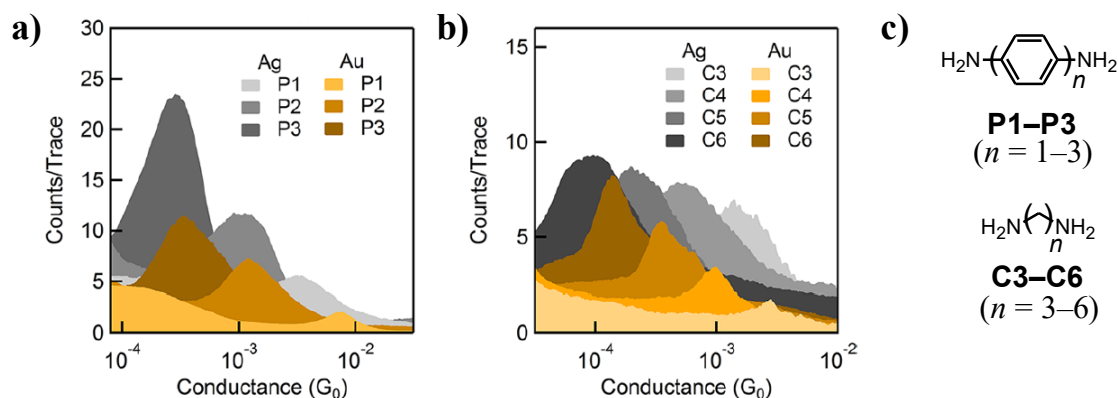 a)
30
25
20
15
10
5
0
Counts/Trace
Ag Au
P1 P1
P2 P2
P3 P3
10⁻⁴ 10⁻³ 10⁻²
Conductance (G₀)
b)
15
10
5
0
Counts/Trace
Ag Au
C3 C3
C4 C4
C5 C5
C6 C6
10⁻⁴ 10⁻³ 10⁻²
Conductance (G₀)
c)
H₂N ( )n NH₂
P1–P3
(n = 1–3)
H₂N ( )n NH₂
C3–C6
(n = 3–6)